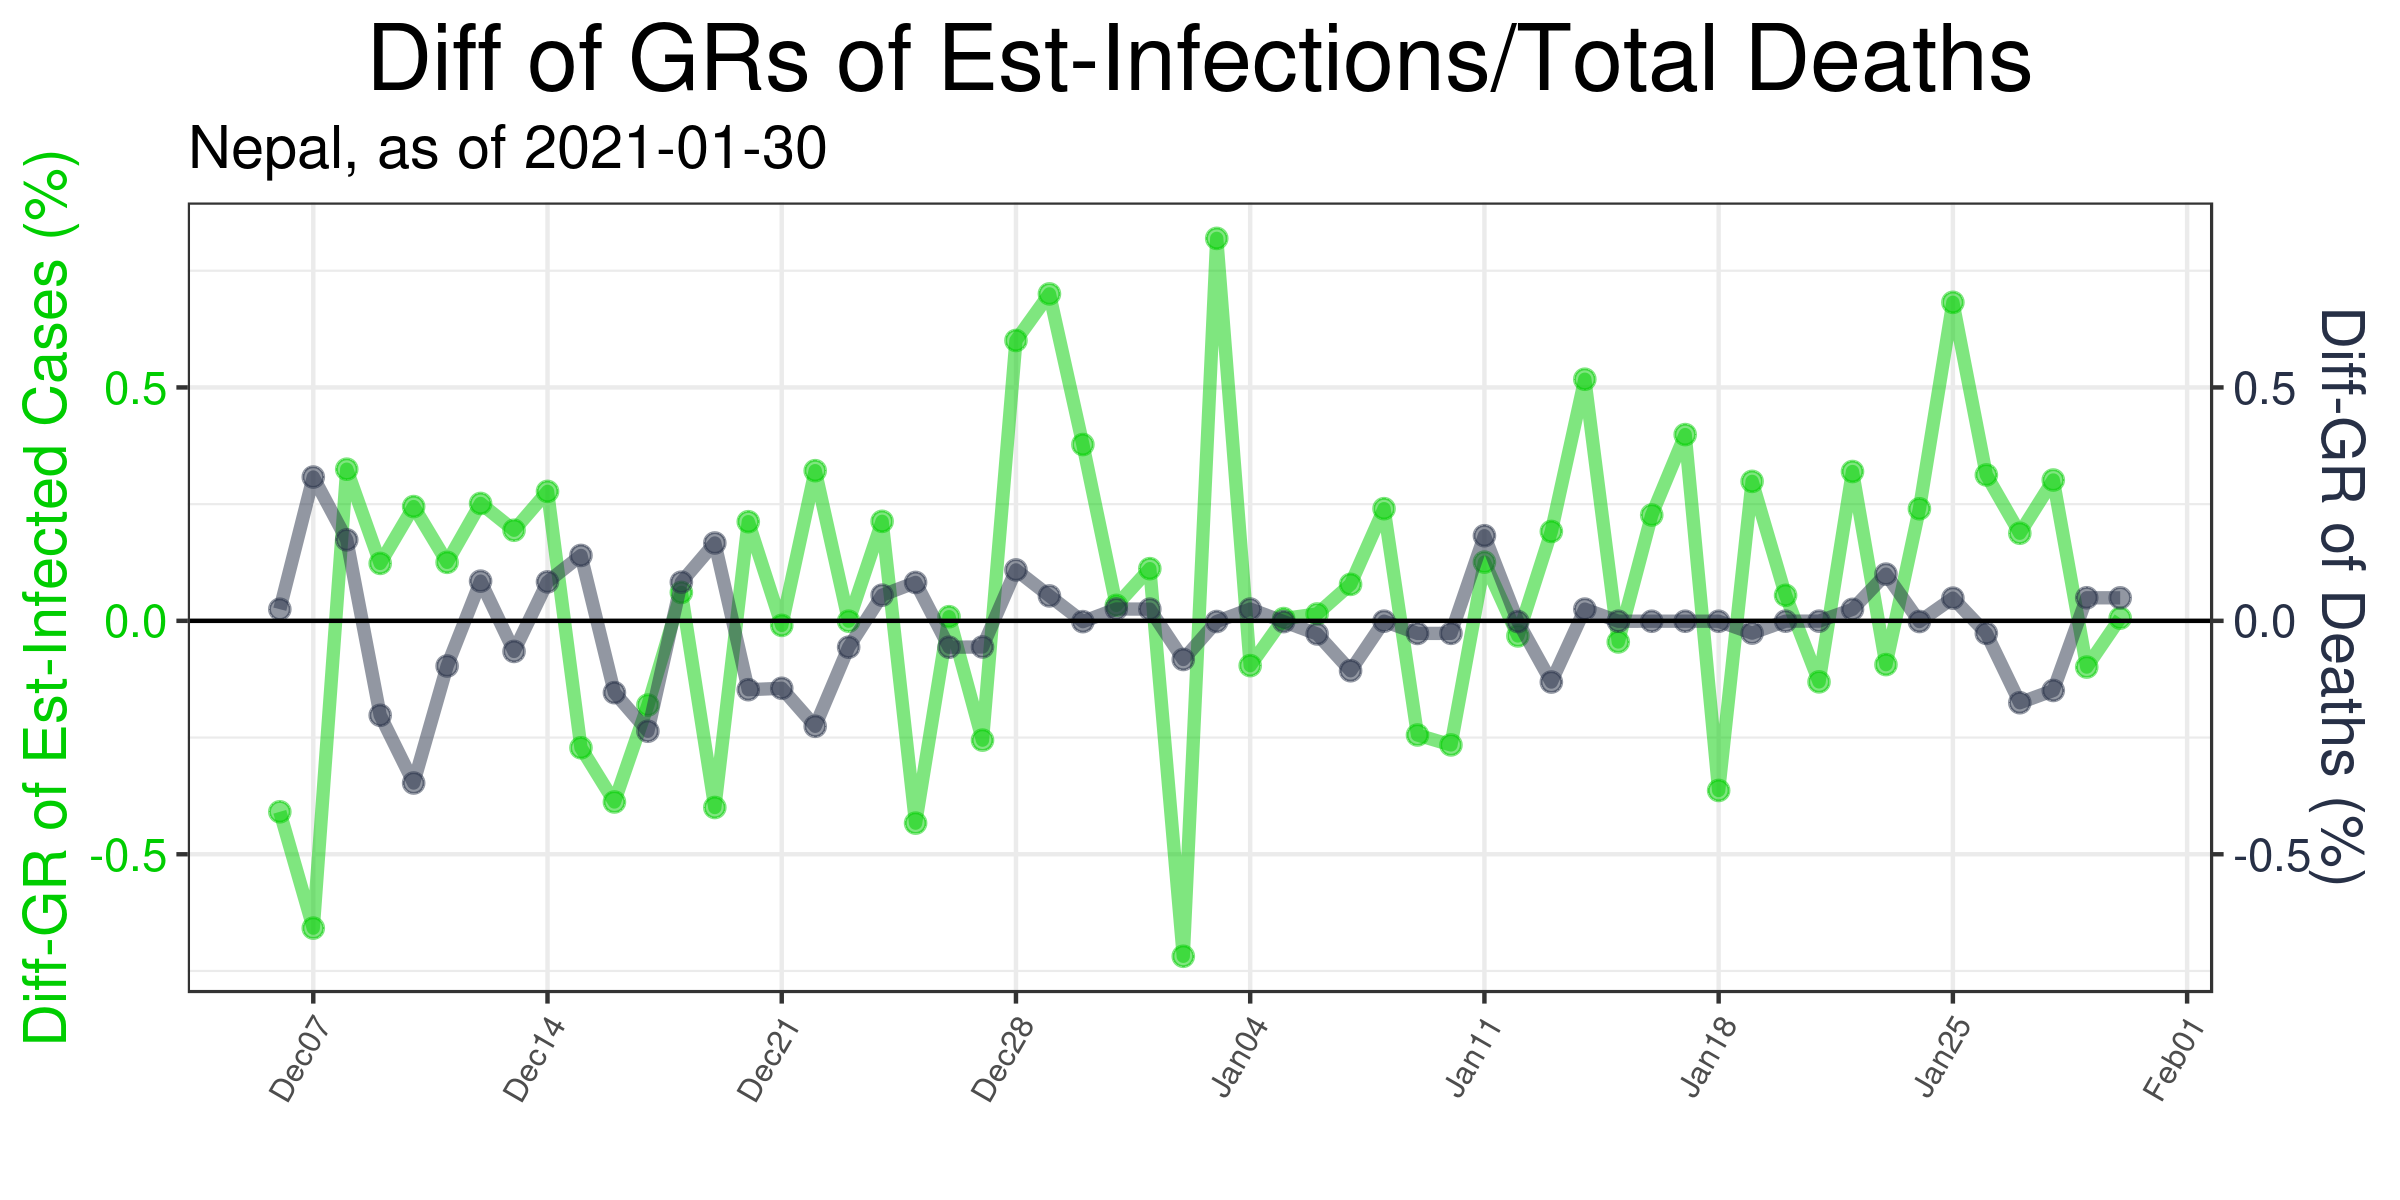 Diff of GRs of Est-Infections/Total Deaths
Nepal, as of 2021-01-30
Diff-GR of Est-Infected Cases (%)
0.5
0.0
-0.5
0.5
0.0
-0.5
Diff-GR of Deaths (%)
Dec07
Dec14
Dec21
Dec28
Jan04
Jan11
Jan18
Jan25
Feb01